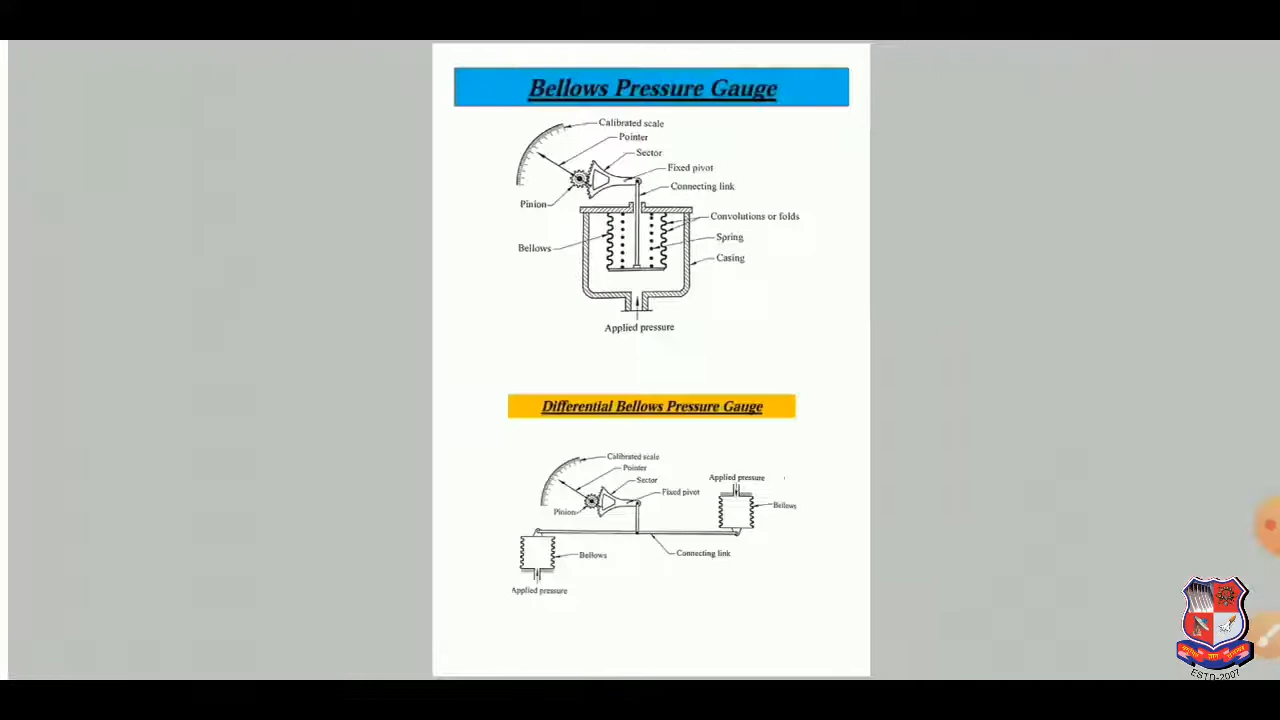 Bellows Pressure Gauge
Calibrated scale
Pointer
Sector
Fixed pivot
Connecting link
Pinion
Convolutions or folds
Bellows
Spring
Casing
Applied pressure
Differential Bellows Pressure Gauge
Calibrated scale
Pointer
Sector
Fixed pivot
Applied pressure
Pinion
Bellows
Connecting link
Bellows
Applied pressure
ESTD-2007